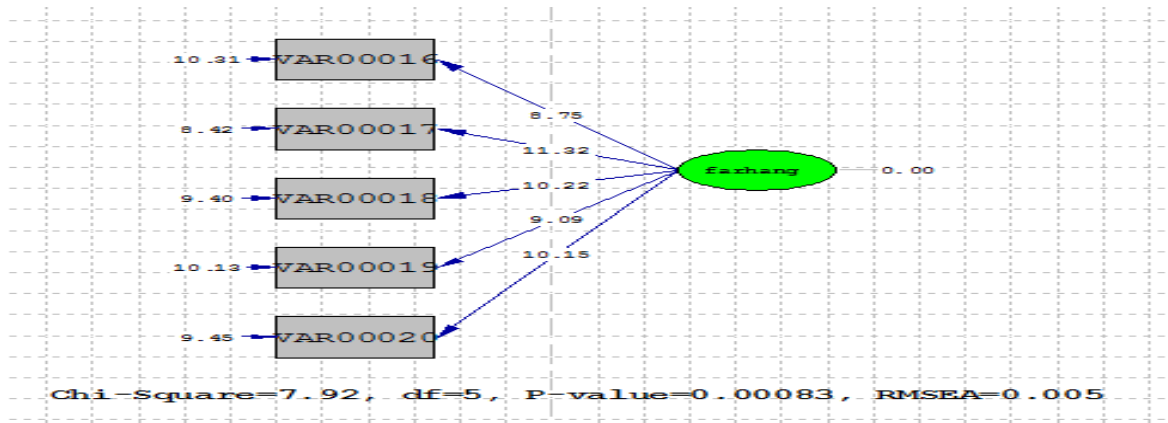 10.31 VAR00016
8.75
8.42 VAR00017
11.32
farhang 0.00
10.22
9.40 VAR00018
9.09
10.15
10.13 VAR00019
9.45 VAR00020
Chi-Square=7.92, df=5, P-value=0.00083, RMSEA=0.005